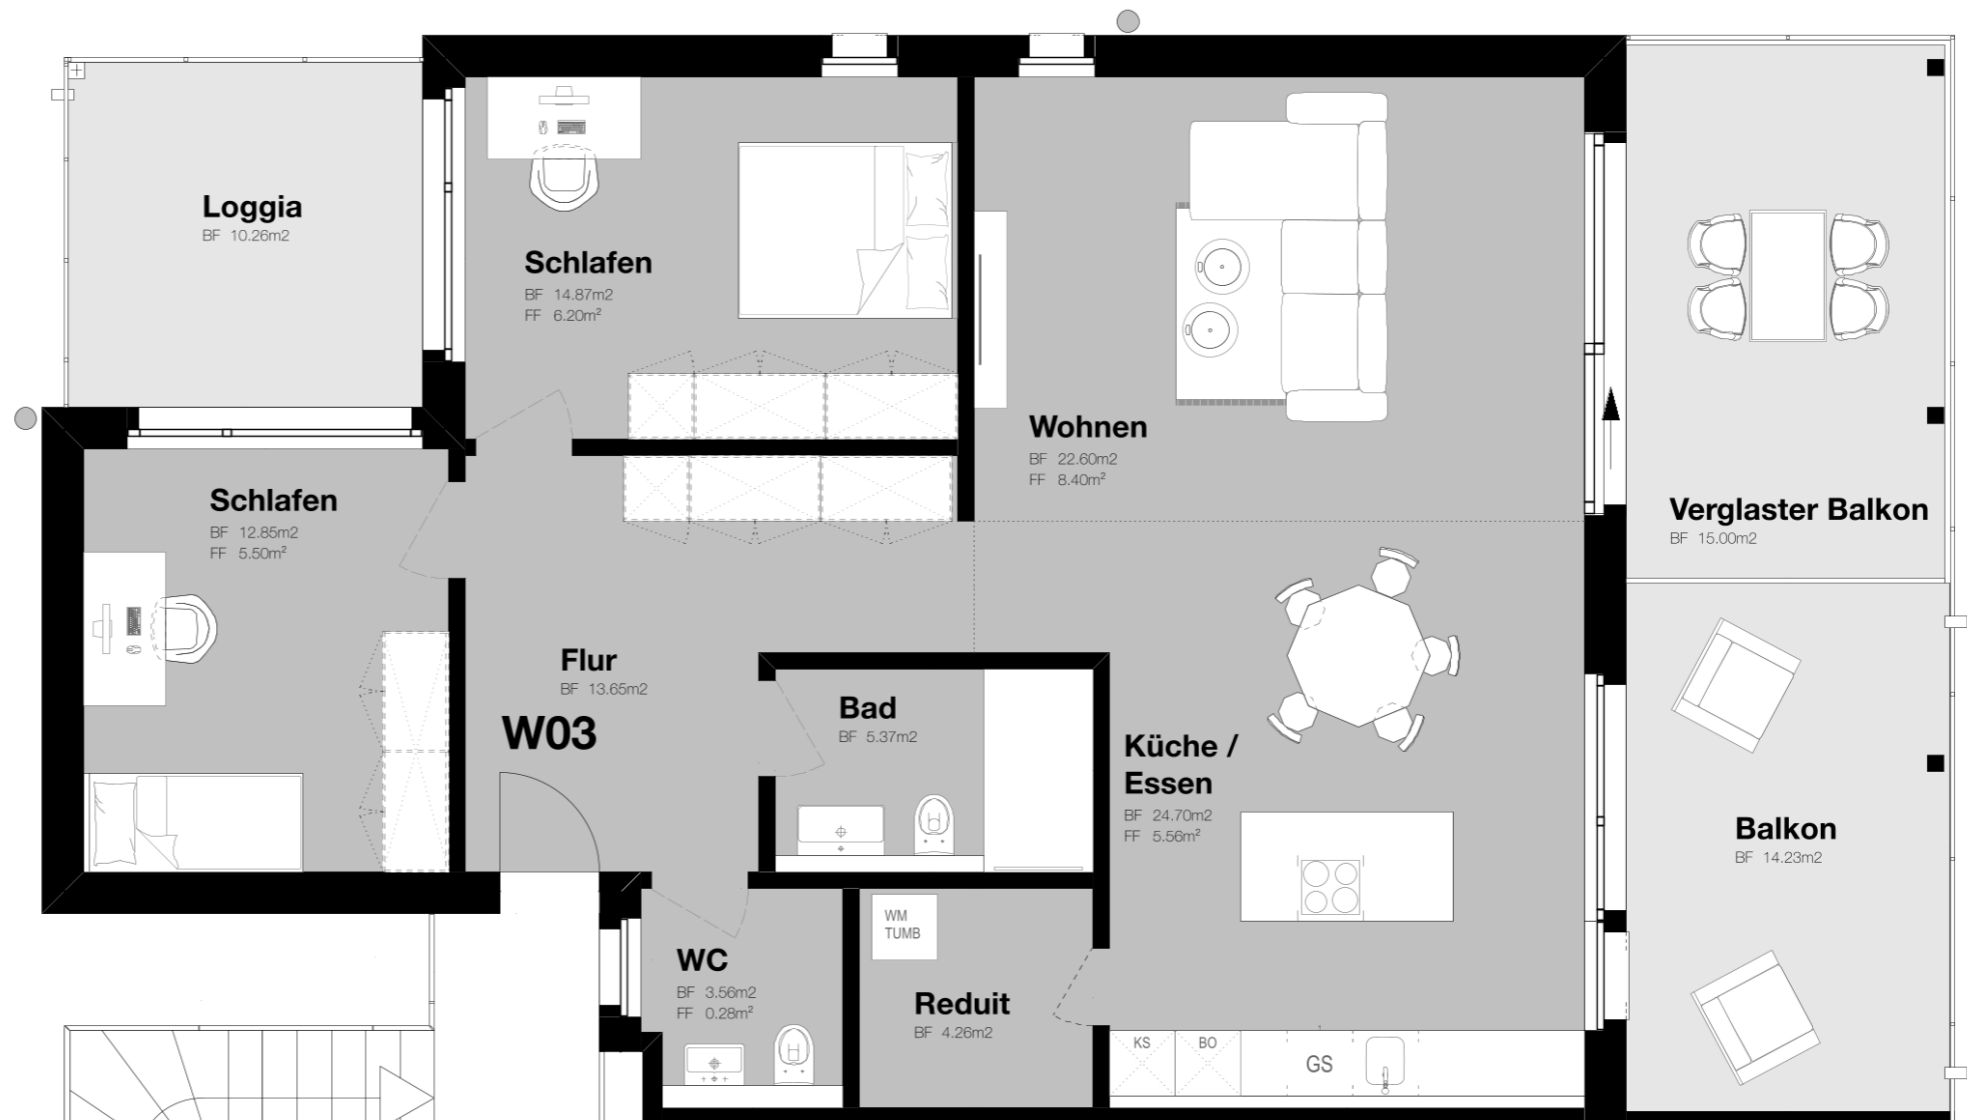 Loggia
BF 10.26m2
Schlafen
BF 14.87m2
FF 6.20m²
Wohnen
BF 22.60m2
FF 8.40m²
Verglaster Balkon
BF 15.00m2
Schlafen
BF 12.85m2
FF 5.50m²
Flur
BF 13.65m2
W03
Bad
BF 5.37m2
Küche /
Essen
BF 24.70m2
FF 5.56m²
Balkon
BF 14.23m2
WM
TUMB
WC
BF 3.56m2
FF 0.28m²
Reduit
BF 4.26m2
KS
BO
GS